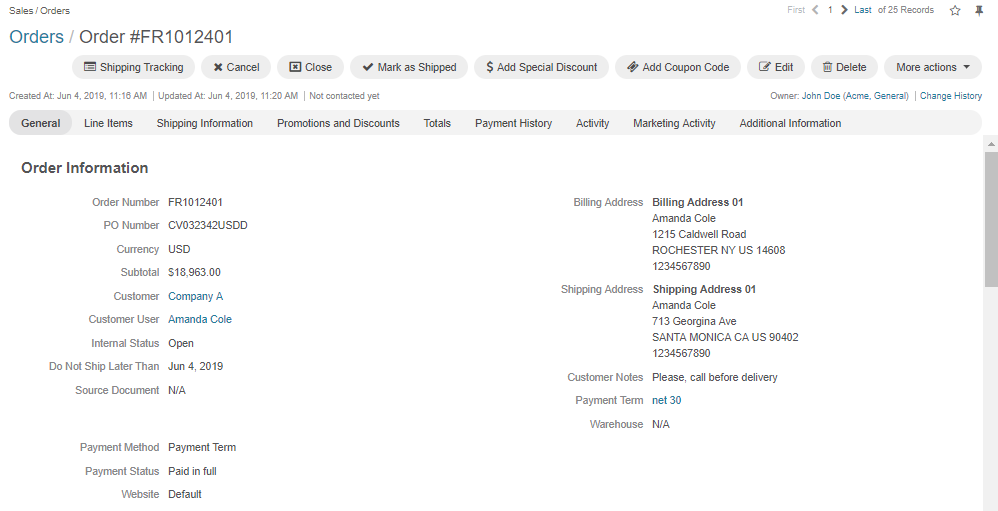 Sales / Orders
First 1 Last of 25 Records
Orders / Order #FR1012401
Shipping Tracking Cancel Close Mark as Shipped $ Add Special Discount Add Coupon Code Edit Delete More actions
Created At: Jun 4, 2019, 11:16 AM | Updated At: Jun 4, 2019, 11:20 AM | Not contacted yet
Owner: John Doe (Acme, General) | Change History
General Line Items Shipping Information Promotions and Discounts Totals Payment History Activity Marketing Activity Additional Information
Order Information
Order Number FR1012401
PO Number CV032342USDD
Currency USD
Subtotal $18,963.00
Customer Company A
Customer User Amanda Cole
Internal Status Open
Do Not Ship Later Than Jun 4, 2019
Source Document N/A
Payment Method Payment Term
Payment Status Paid in full
Website Default
Billing Address Billing Address 01
Amanda Cole
1215 Caldwell Road
ROCHESTER NY US 14608
1234567890
Shipping Address Shipping Address 01
Amanda Cole
713 Georgina Ave
SANTA MONICA CA US 90402
1234567890
Customer Notes Please, call before delivery
Payment Term net 30
Warehouse N/A